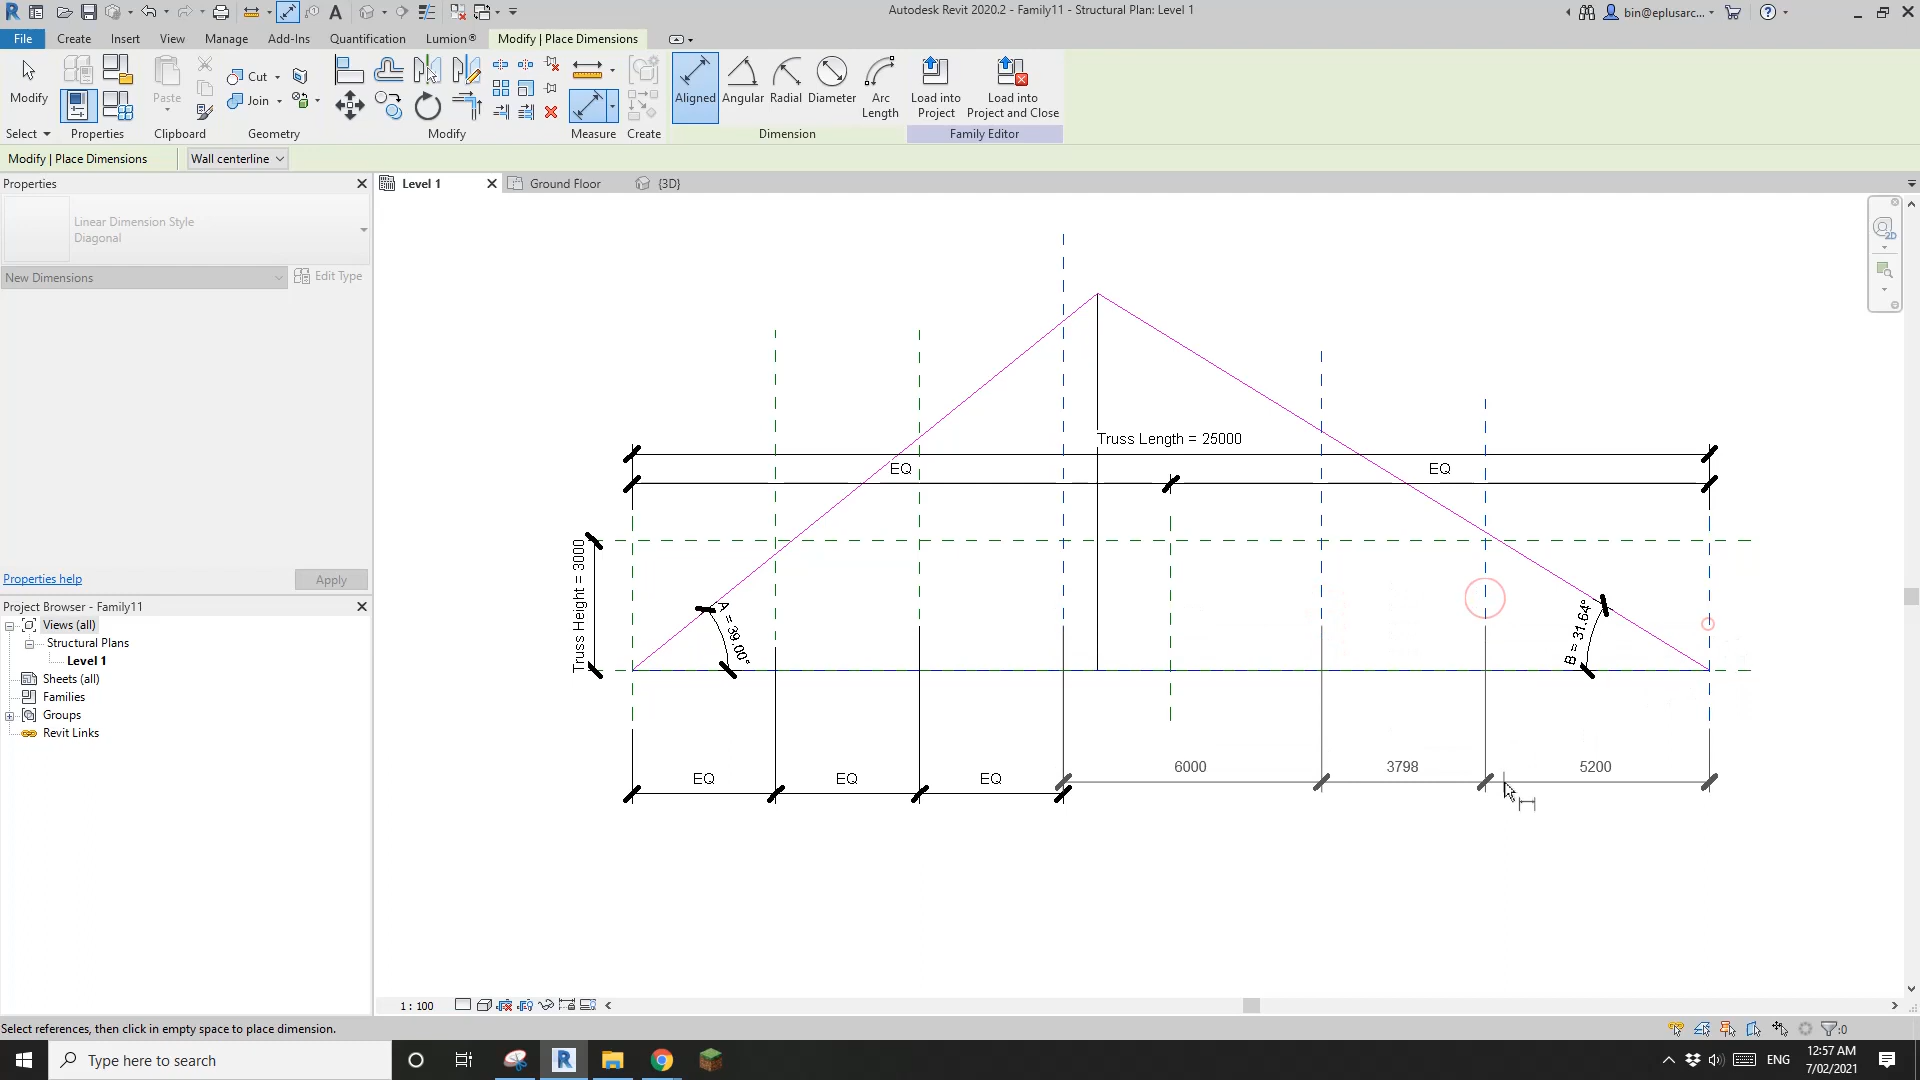 Autodesk Revit 2020.2 - Family11 - Structural Plan: Level 1
bin@eplusarc...
File Create Insert View Manage Add-Ins Quantification Lumion® Modify | Place Dimensions
Modify Paste Cut Join Aligned Angular Radial Diameter Arc Length Load into Project Load into Project and Close
Select Properties Clipboard Geometry Modify Measure Create Dimension Family Editor
Modify | Place Dimensions Wall centerline
Properties
Level 1 Ground Floor {3D}
Linear Dimension Style
Diagonal
New Dimensions Edit Type
2D
Truss Length = 25000
EQ EQ
Truss Height = 3000
A = 39.00°
B = 31.64°
EQ EQ EQ 6000 3798 5200
Properties help Apply
Project Browser - Family11
Views (all)
Structural Plans
Level 1
Sheets (all)
Families
Groups
Revit Links
1 : 100
Select references, then click in empty space to place dimension.
:0
Type here to search
ENG
12:57 AM
7/02/2021